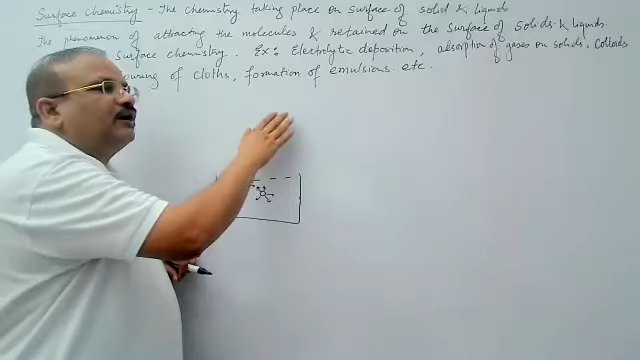 Surface Chemistry - The chemistry taking place on surface of solid & liquids
The phenomenon of attracting the molecules & retained on the surface of solids & liquids
Surface chemistry. Ex: Electrolytic deposition, absorption of gases on solids, Colloids
of cloths, formation of emulsions etc.